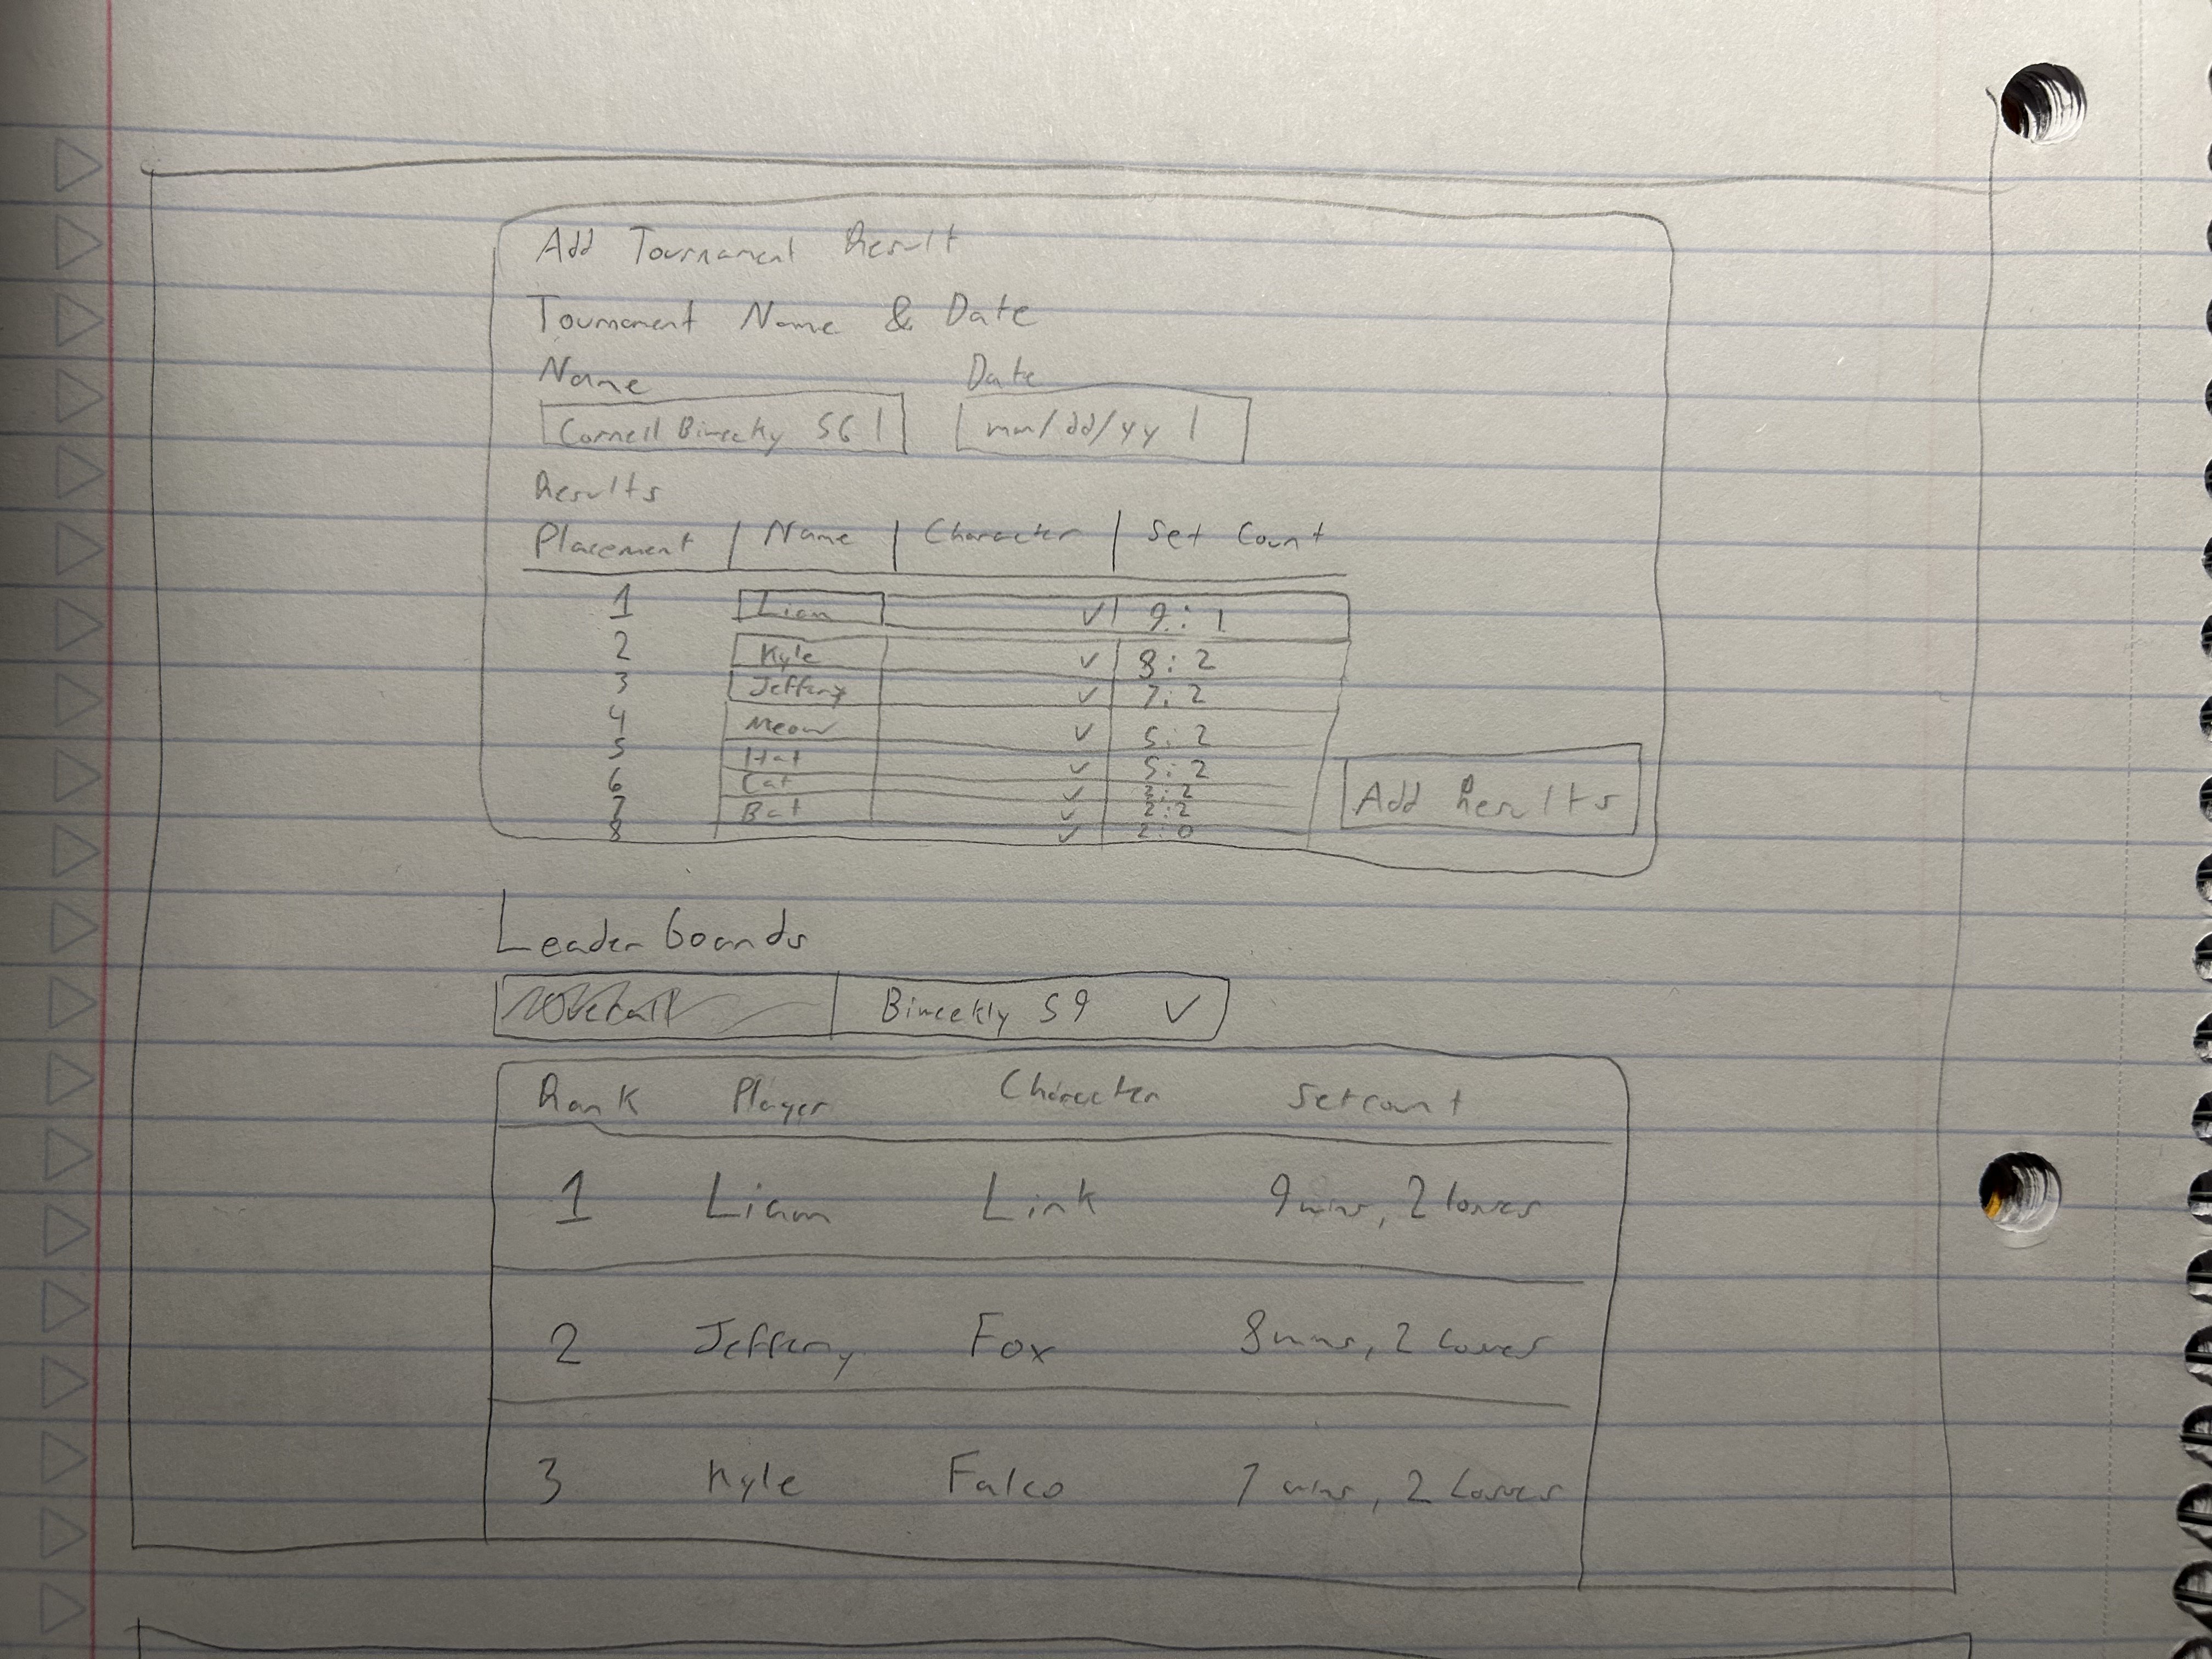 Add Tournament Result
Tournament Name & Date
Name Date
Cornell Biweekly S6 | mm/dd/yy |
Results
Placement | Name | Character | Set Count
1 Liam 9:1
2 Kyle 8:2
3 Jeffery 7:2
4 Meow 5:2
5 Hat 5:2
6 Cat 2:2
7 Bat 2:2
8 2:0
Add Results
Leaderboards
Overall Biweekly S9
Rank Player Character Setcount
1 Liam Link 9 wins, 2 losses
2 Jeffery Fox 8 wins, 2 losses
3 Kyle Falco 7 wins, 2 losses